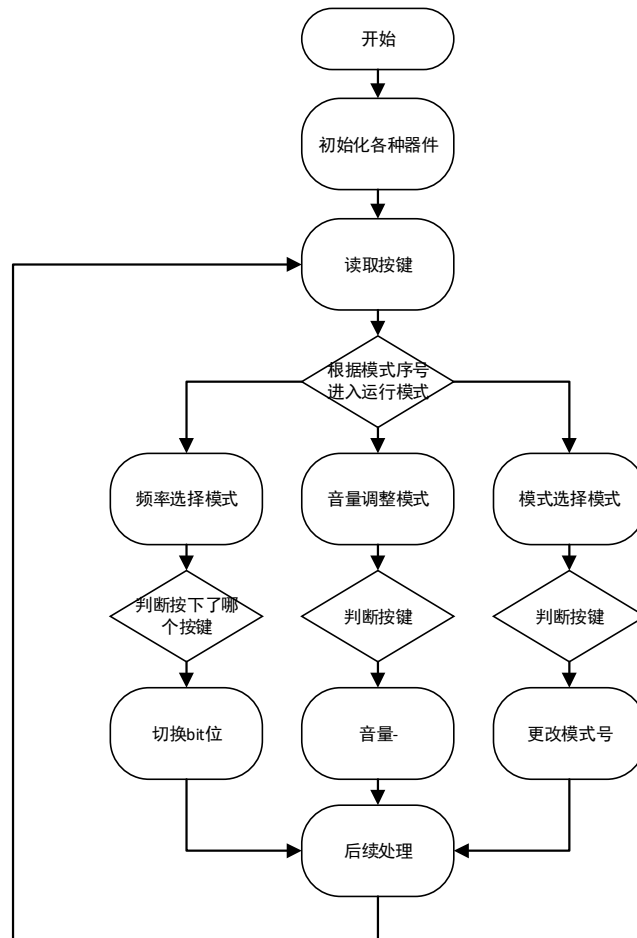 开始
初始化各种器件
读取按键
根据模式序号
进入运行模式
频率选择模式
音量调整模式
模式选择模式
判断按下了哪
个按键
判断按键
判断按键
切换bit位
音量-
更改模式号
后续处理